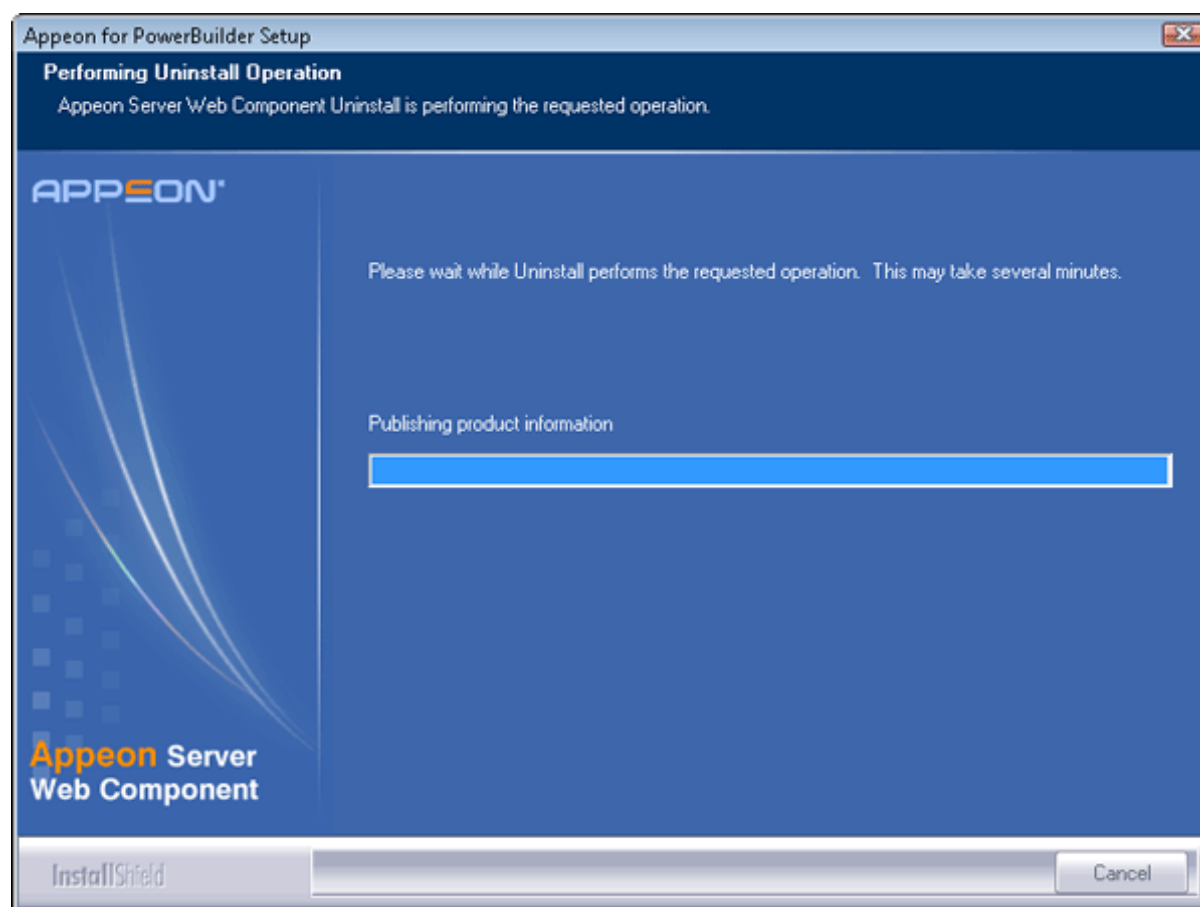 Appeon for PowerBuilder Setup
Performing Uninstall Operation
Appeon Server Web Component Uninstall is performing the requested operation.
APPEON
Please wait while Uninstall performs the requested operation. This may take several minutes.
Publishing product information
Appeon Server
Web Component
InstallShield
Cancel